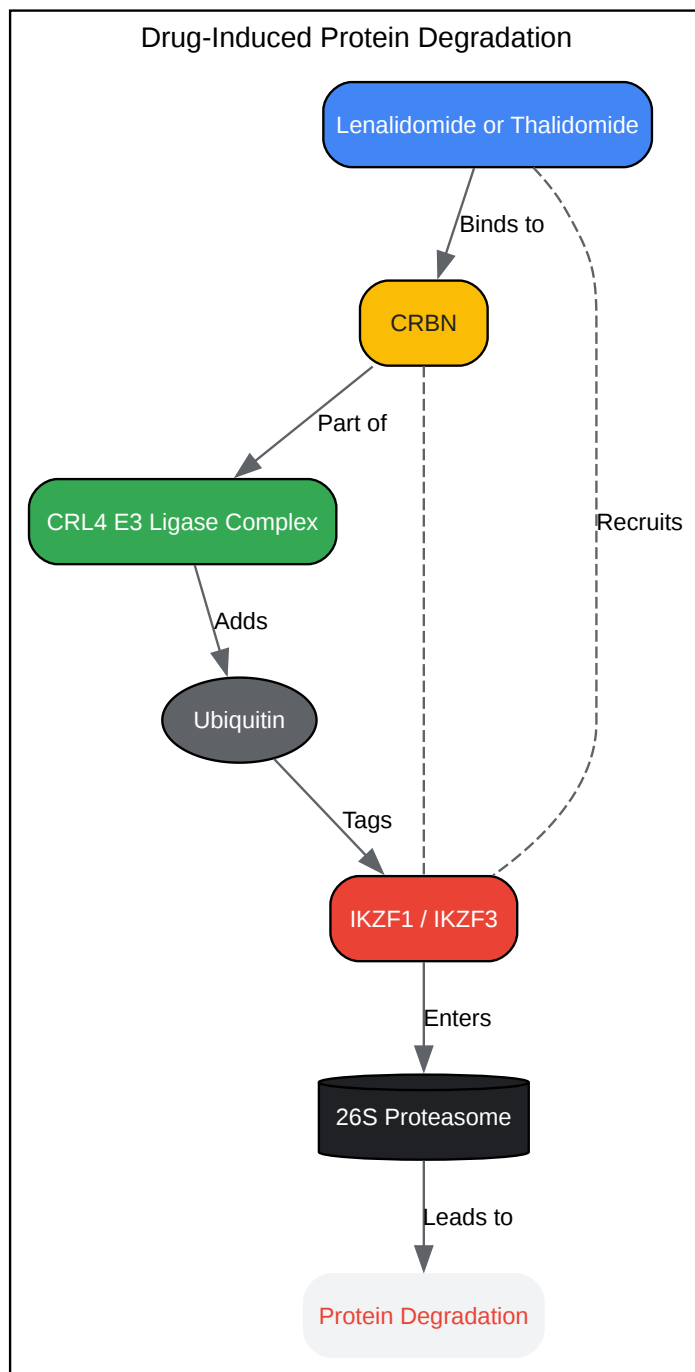 Drug-Induced Protein Degradation
Lenalidomide or Thalidomide
Binds to
CRBN
Part of
CRL4 E3 Ligase Complex
Recruits
Adds
Ubiquitin
Tags
IKZF1 / IKZF3
Enters
26S Proteasome
Leads to
Protein Degradation